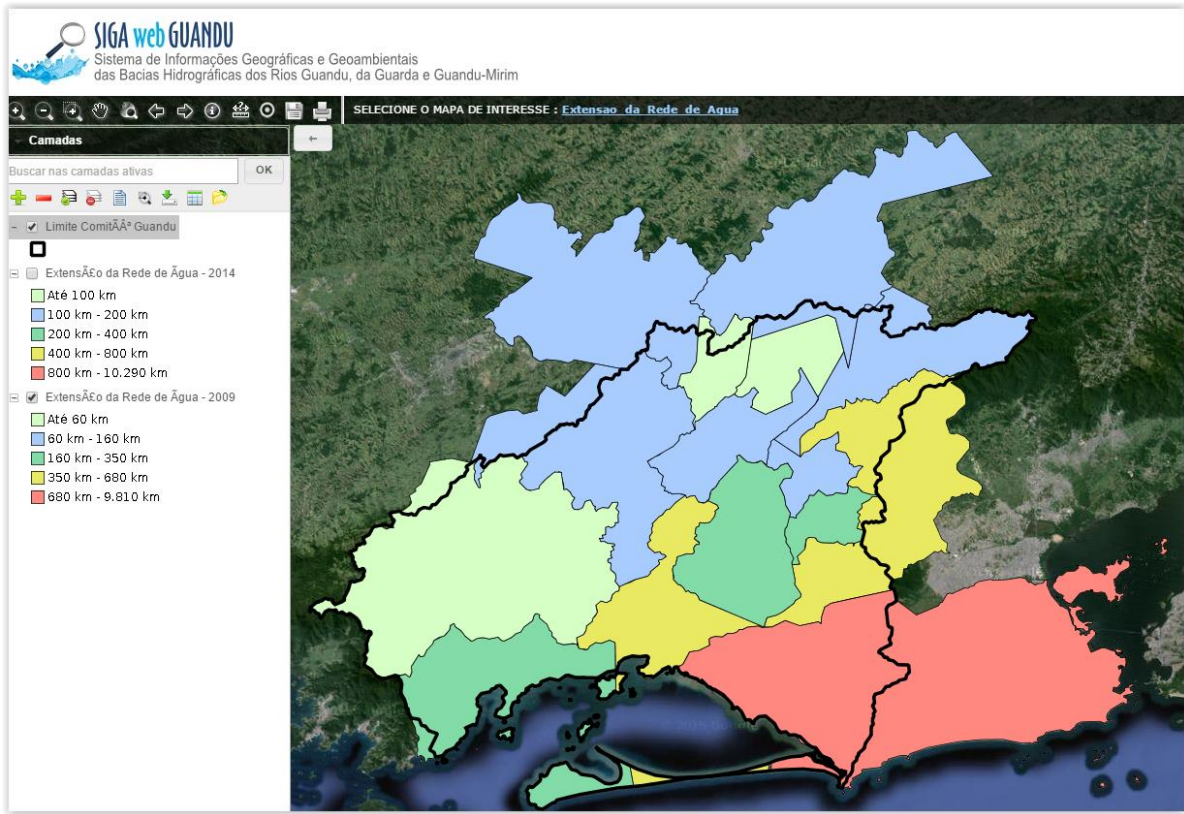 SIGA web GUANDU
Sistema de Informações Geográficas e Geoambientais
das Bacias Hidrográficas dos Rios Guandu, da Guarda e Guandu-Mirim
SELECIONE O MAPA DE INTERESSE : Extensao da Rede de Agua
Camadas
Buscar nas camadas ativas
OK
Limite ComitÃÂª Guandu
ExtensÃ£o da Rede de Ãgua - 2014
Até 100 km
100 km - 200 km
200 km - 400 km
400 km - 800 km
800 km - 10.290 km
ExtensÃ£o da Rede de Ãgua - 2009
Até 60 km
60 km - 160 km
160 km - 350 km
350 km - 680 km
680 km - 9.810 km